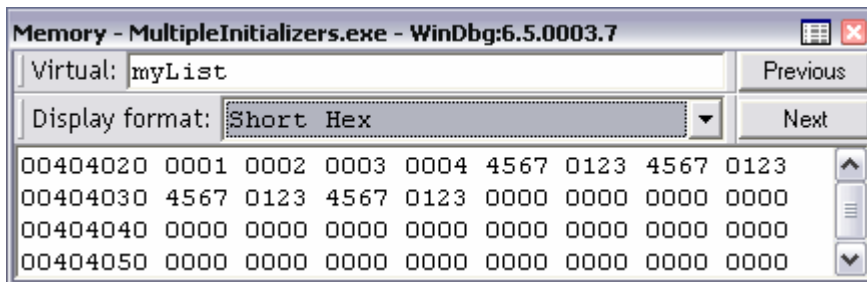 Memory - MultipleInitializers.exe - WinDbg:6.5.0003.7
Virtual: myList Previous
Display format: Short Hex Next
00404020 0001 0002 0003 0004 4567 0123 4567 0123
00404030 4567 0123 4567 0123 0000 0000 0000 0000
00404040 0000 0000 0000 0000 0000 0000 0000 0000
00404050 0000 0000 0000 0000 0000 0000 0000 0000